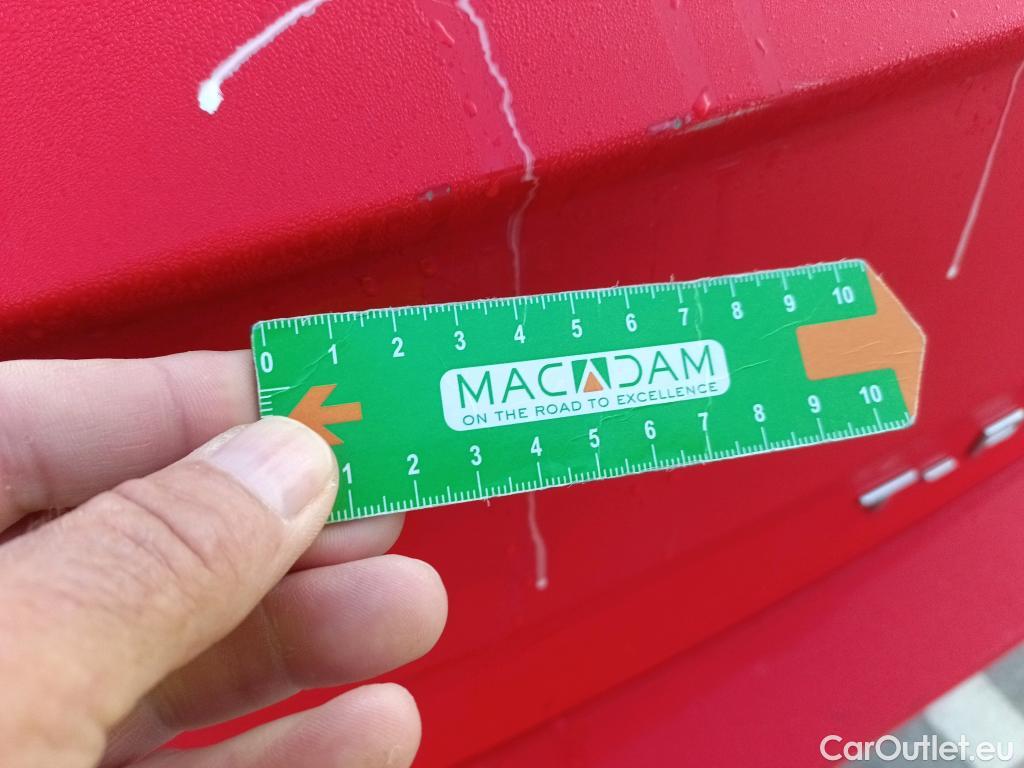 0 1 2 3 4 5 6 7 8 9 10
MACADAM
ON THE ROAD TO EXCELLENCE
1 2 3 4 5 6 7 8 9 10
CarOutlet.eu